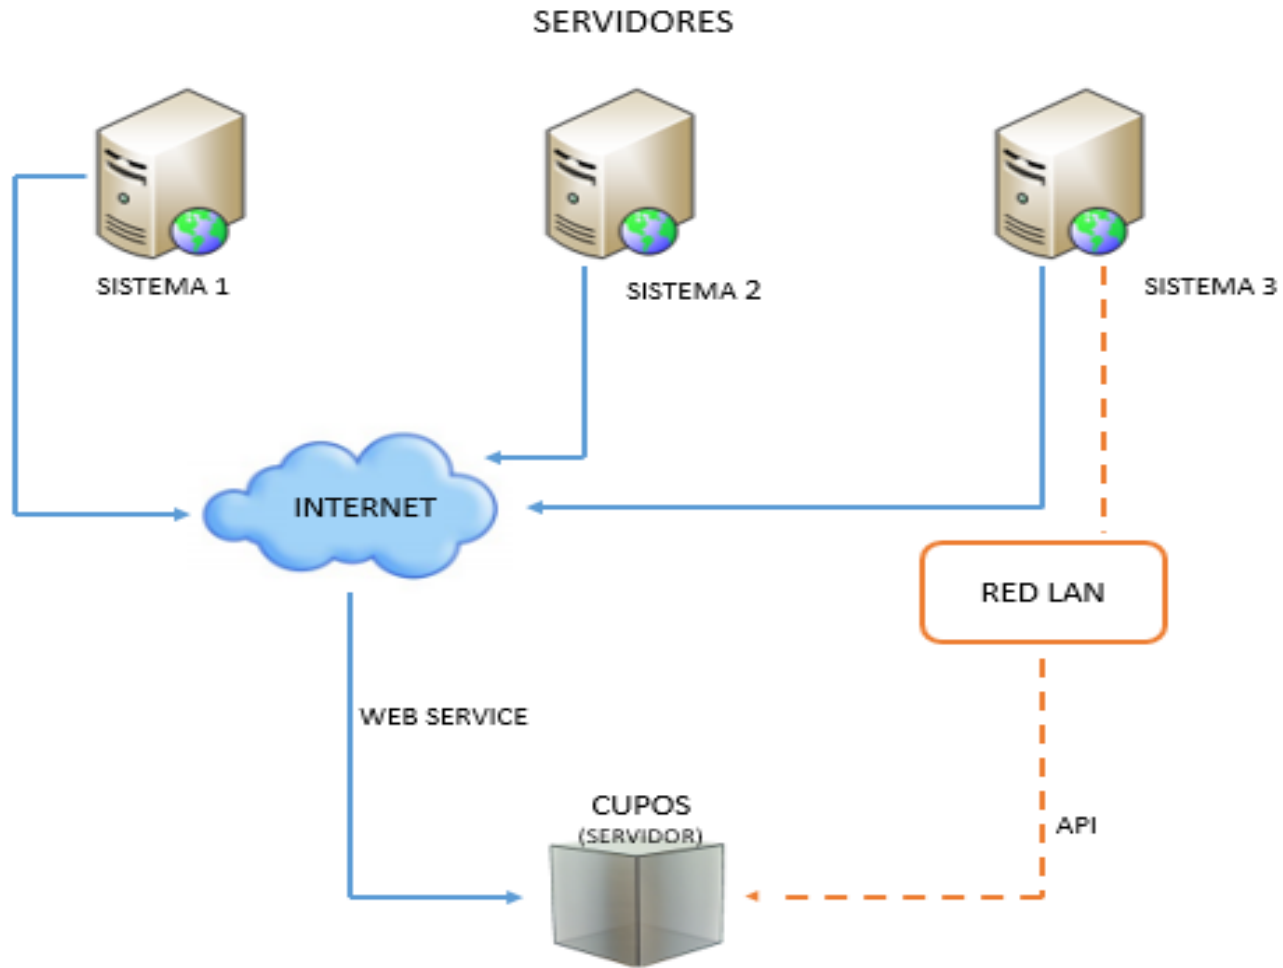 SERVIDORES
SISTEMA 1
SISTEMA 2
SISTEMA 3
INTERNET
RED LAN
WEB SERVICE
CUPOS
(SERVIDOR)
API